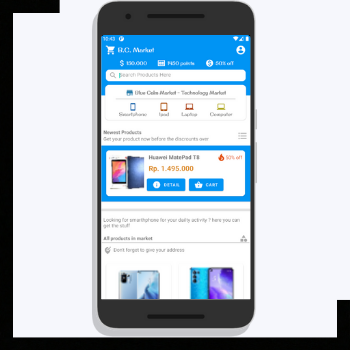 10:43
B.C. Market
$ 150.000
1450 points
50% off
Search Products Here
Blue Cube Market - Technology Market
Smartphone
Ipad
Laptop
Computer
Newest Products
Get your product now before the discounts over
Huawei MatePad T8
50% off
Rp. 1.495.000
DETAIL
CART
Looking for smartphone for your dailiy activity ? here you can
get the stuff!
All products in market
Don't forget to give your address